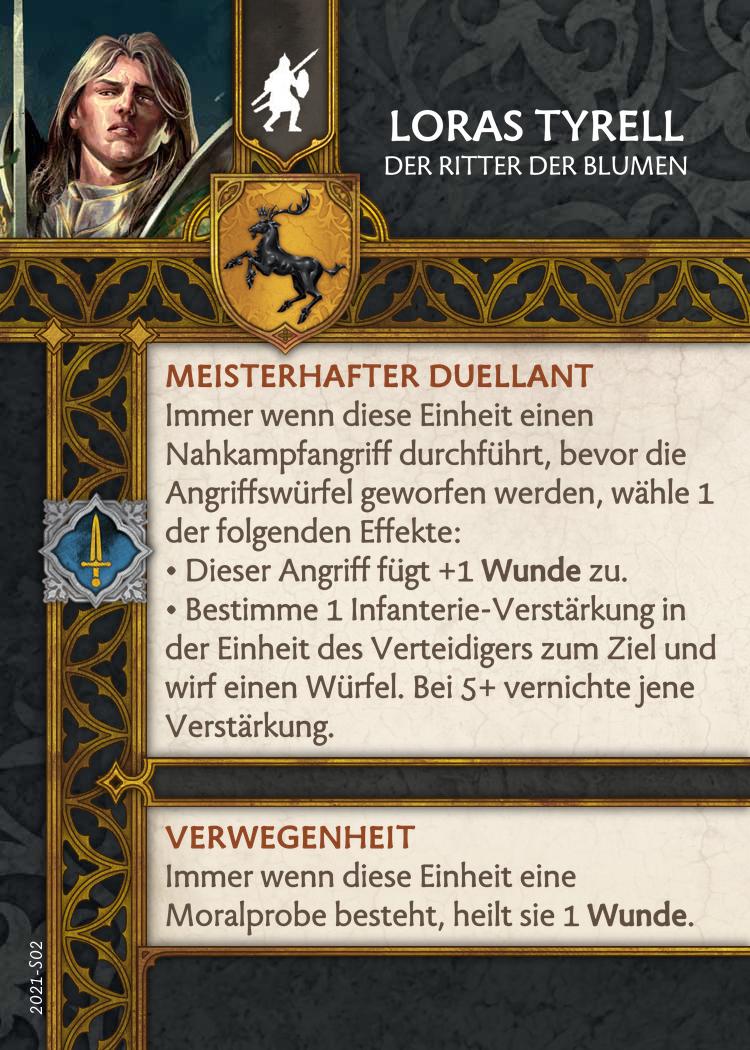 LORAS TYRELL
DER RITTER DER BLUMEN
MEISTERHAFTER DUELLANT
Immer wenn diese Einheit einen
Nahkampfangriff durchführt, bevor die
Angriffswürfel geworfen werden, wähle 1
der folgenden Effekte:
• Dieser Angriff fügt +1 Wunde zu.
• Bestimme 1 Infanterie-Verstärkung in
der Einheit des Verteidigers zum Ziel und
wirf einen Würfel. Bei 5+ vernichte jene
Verstärkung.
VERWEGENHEIT
Immer wenn diese Einheit eine
Moralprobe besteht, heilt sie 1 Wunde.
2021-S02